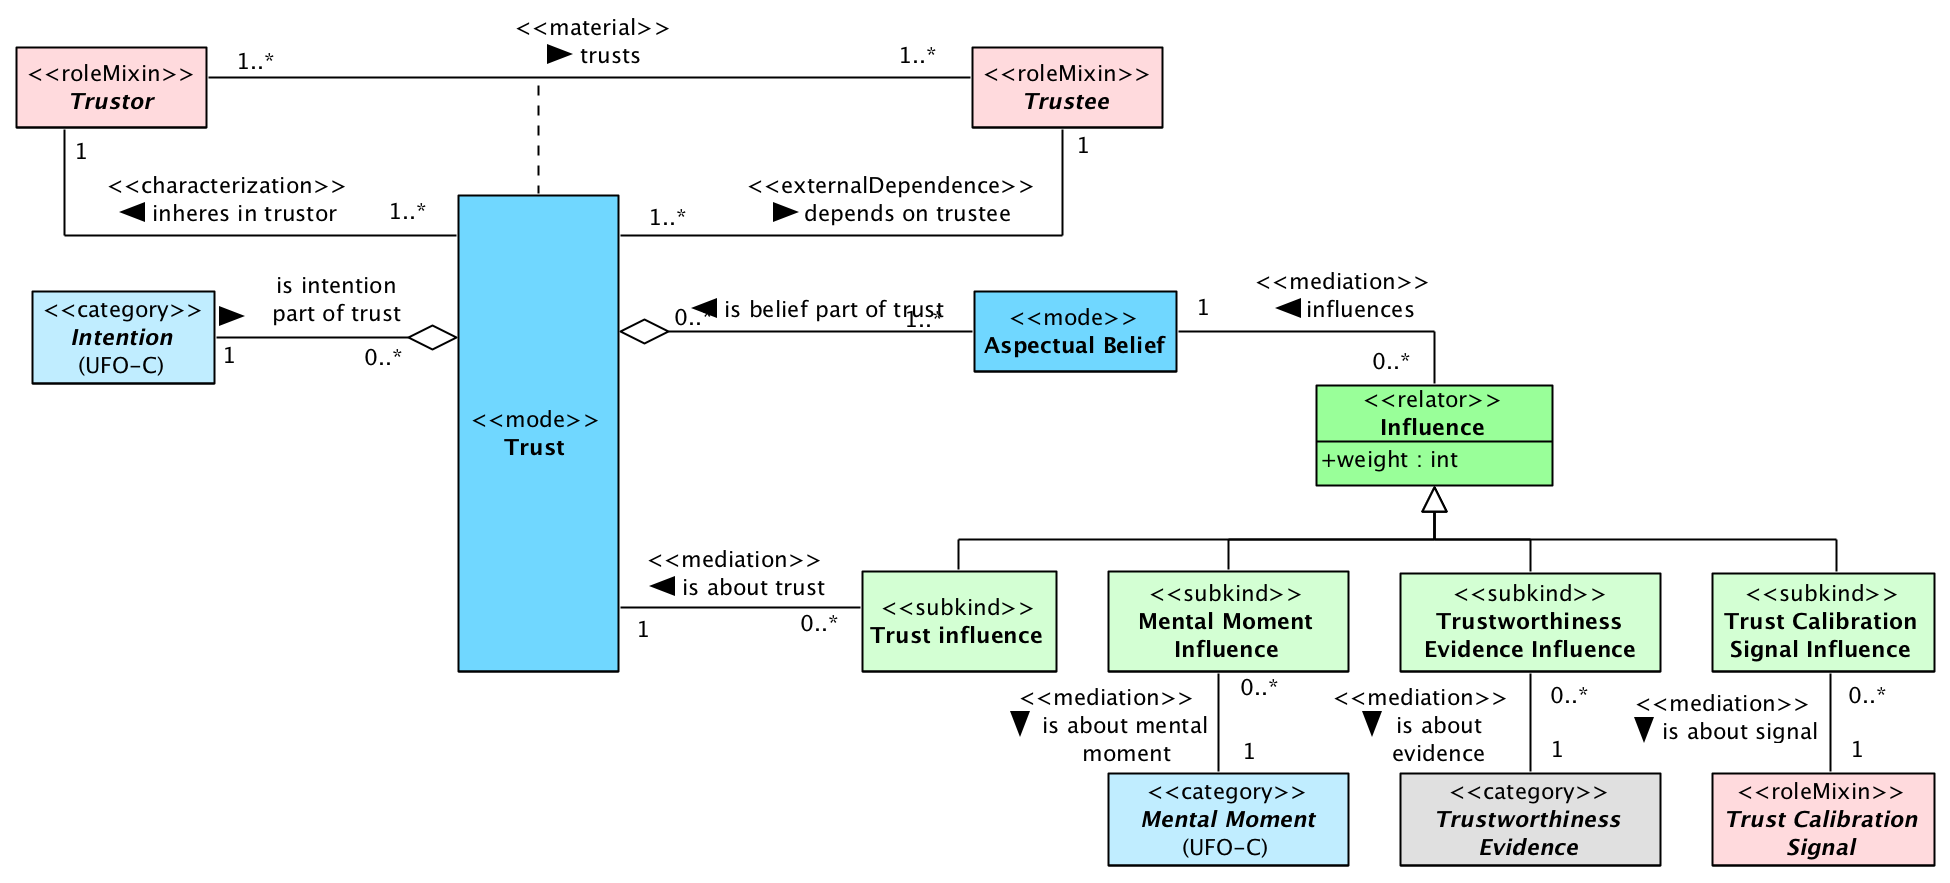 <<material>>
trusts
1..*
1..*
<<roleMixin>>
Trustor
<<roleMixin>>
Trustee
1
1
<<characterization>>
inheres in trustor
1..*
<<externalDependence>>
depends on trustee
1..*
<<category>>
Intention
(UFO-C)
is intention
part of trust
1
0..*
<<mode>>
Trust
0..*
is belief part of trust
1..*
<<mode>>
Aspectual Belief
<<mediation>>
influences
1
0..*
<<relator>>
Influence
+weight : int
<<mediation>>
is about trust
1
0..*
<<subkind>>
Trust influence
<<subkind>>
Mental Moment
Influence
<<subkind>>
Trustworthiness
Evidence Influence
<<subkind>>
Trust Calibration
Signal Influence
<<mediation>>
is about mental
moment
0..*
1
<<mediation>>
is about
evidence
0..*
1
<<mediation>>
is about signal
0..*
1
<<category>>
Mental Moment
(UFO-C)
<<category>>
Trustworthiness
Evidence
<<roleMixin>>
Trust Calibration
Signal